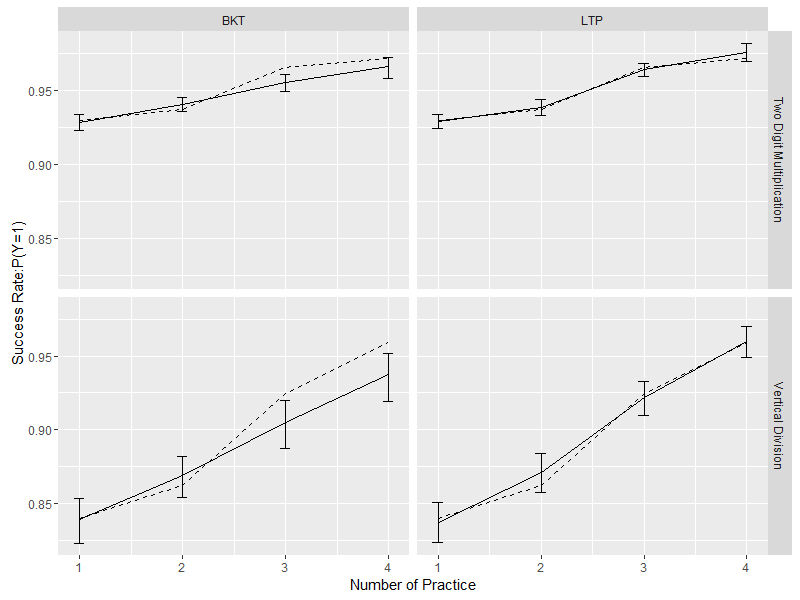 BKT
LTP
Success Rate:P(Y=1)
0.95
0.90
0.85
Two Digit Multiplication
0.95
0.90
0.85
Vertical Division
1 2 3 4
1 2 3 4
Number of Practice